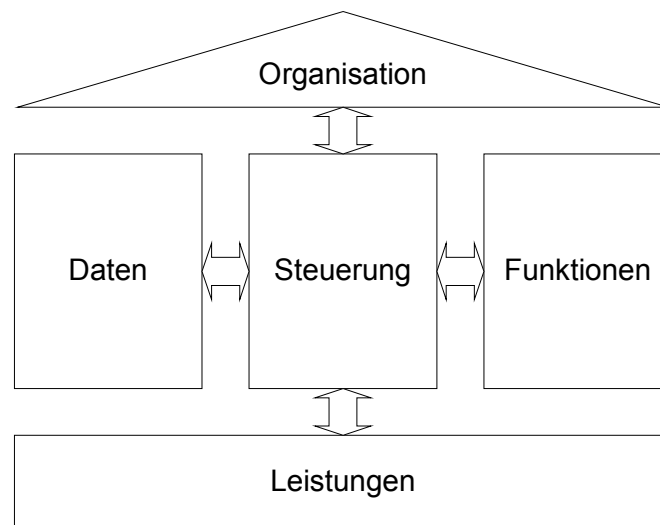 Organisation
Daten
Steuerung
Funktionen
Leistungen